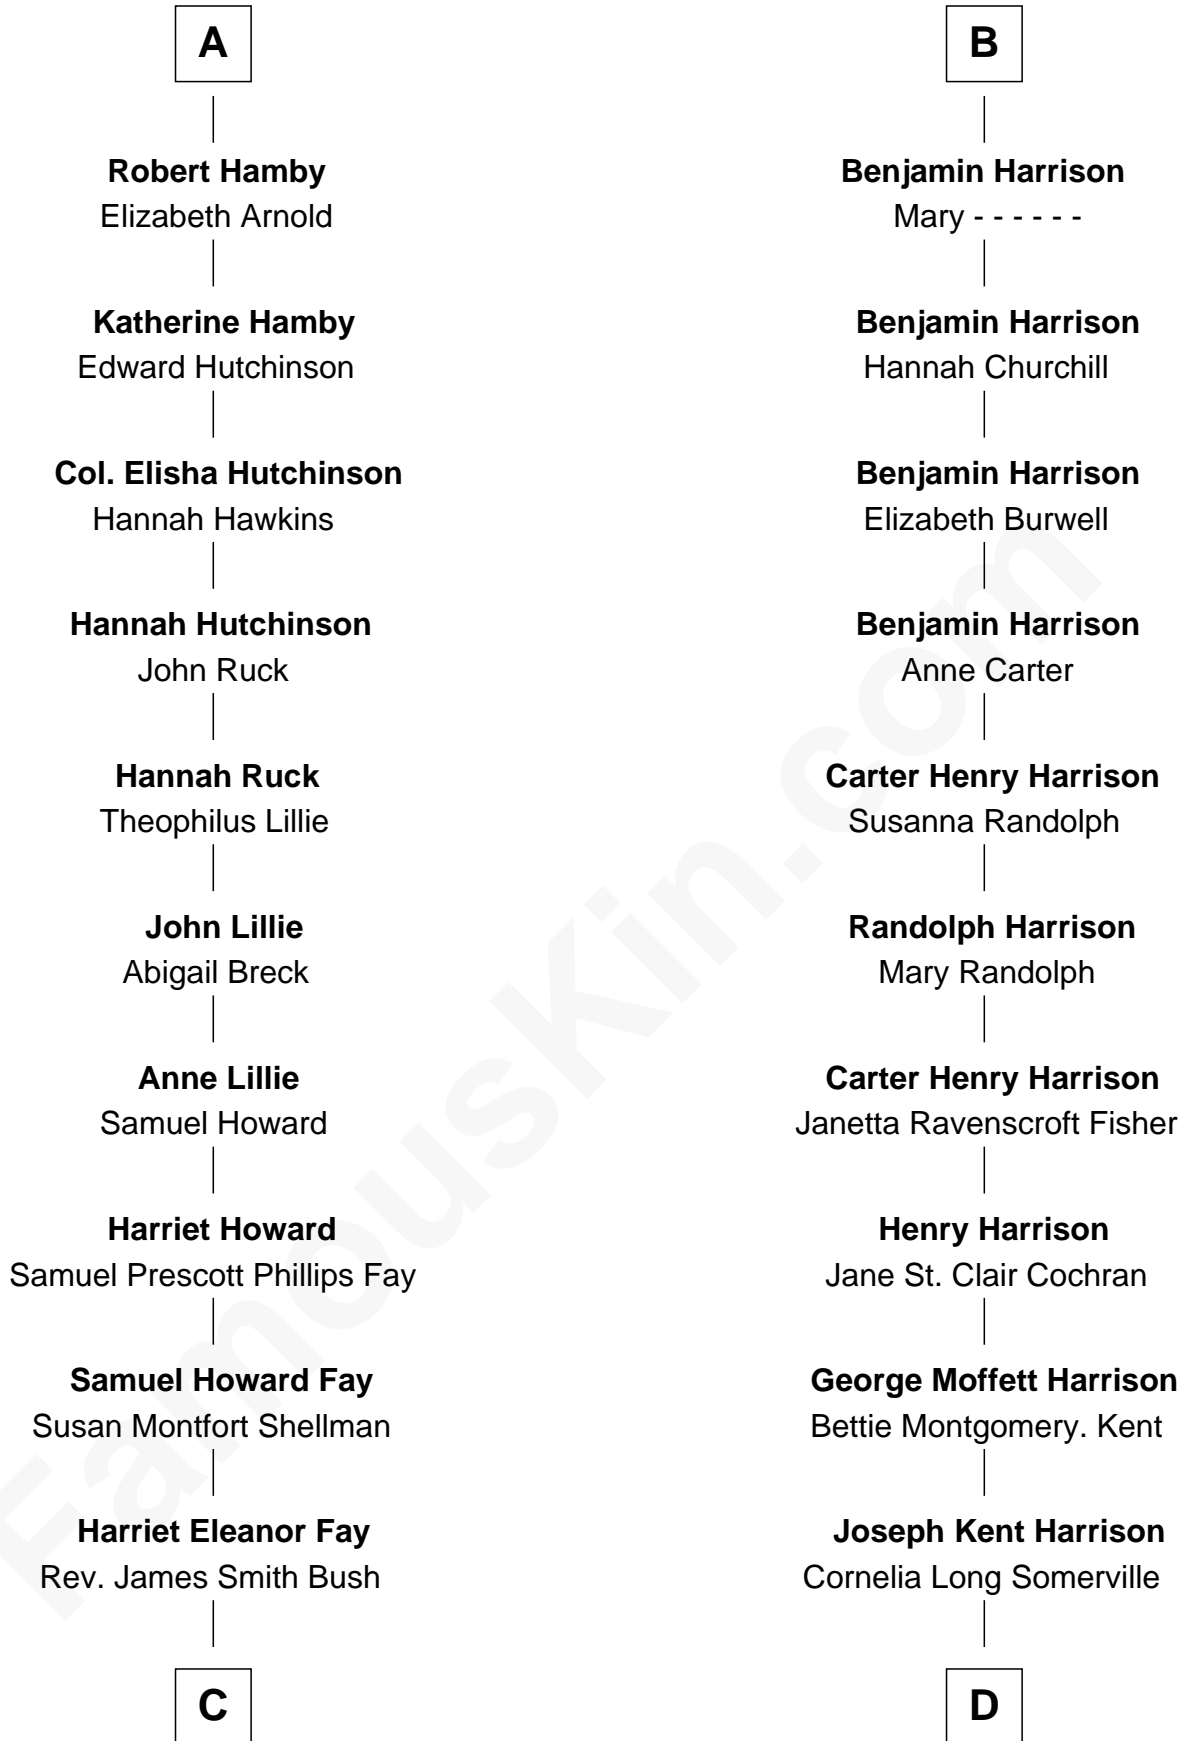 A
Robert Hamby
Elizabeth Arnold
Katherine Hamby
Edward Hutchinson
Col. Elisha Hutchinson
Hannah Hawkins
Hannah Hutchinson
John Ruck
Hannah Ruck
Theophilus Lillie
John Lillie
Abigail Breck
Anne Lillie
Samuel Howard
Harriet Howard
Samuel Prescott Phillips Fay
Samuel Howard Fay
Susan Montfort Shellman
Harriet Eleanor Fay
Rev. James Smith Bush
C
B
Benjamin Harrison
Mary - - - - - -
Benjamin Harrison
Hannah Churchill
Benjamin Harrison
Elizabeth Burwell
Benjamin Harrison
Anne Carter
Carter Henry Harrison
Susanna Randolph
Randolph Harrison
Mary Randolph
Carter Henry Harrison
Janetta Ravenscroft Fisher
Henry Harrison
Jane St. Clair Cochran
George Moffett Harrison
Bettie Montgomery. Kent
Joseph Kent Harrison
Cornelia Long Somerville
D
FamousKin.com